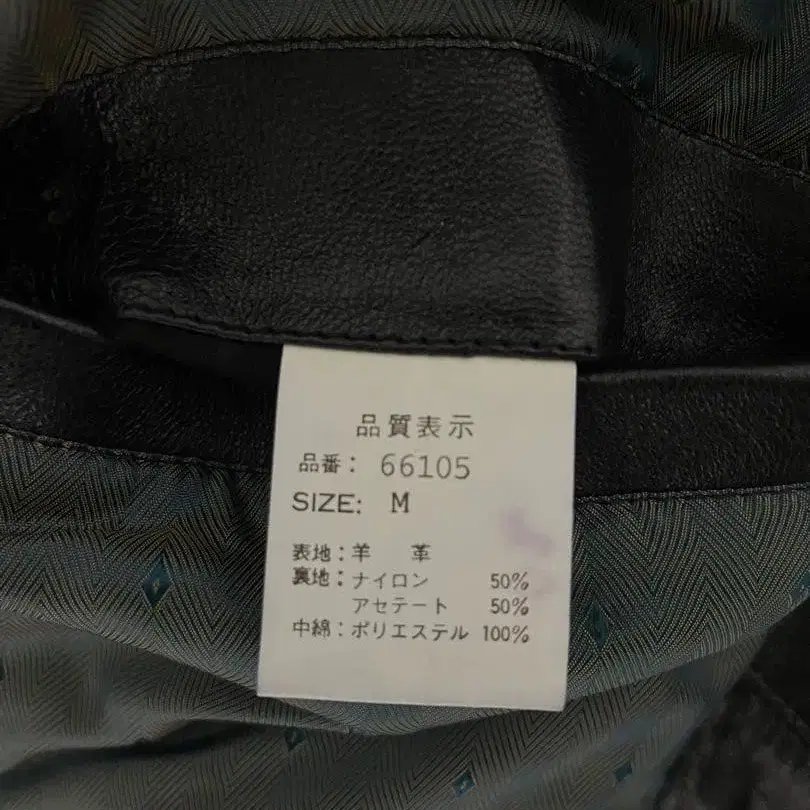 品質表示
品番： 66105
SIZE: M
表地：羊 革
裏地：ナイロン 50%
アセテート 50%
中綿：ポリエステル 100%